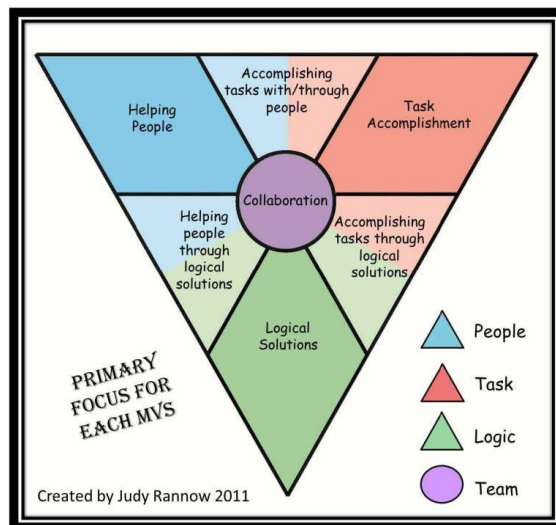 Accomplishing
tasks with/through
people
Helping
People
Task
Accomplishment
Collaboration
Helping
people
through
logical
solutions
Accomplishing
tasks through
logical
solutions
Logical
Solutions
PRIMARY
FOCUS FOR
EACH MVS
People
Task
Logic
Team
Created by Judy Rannow 2011